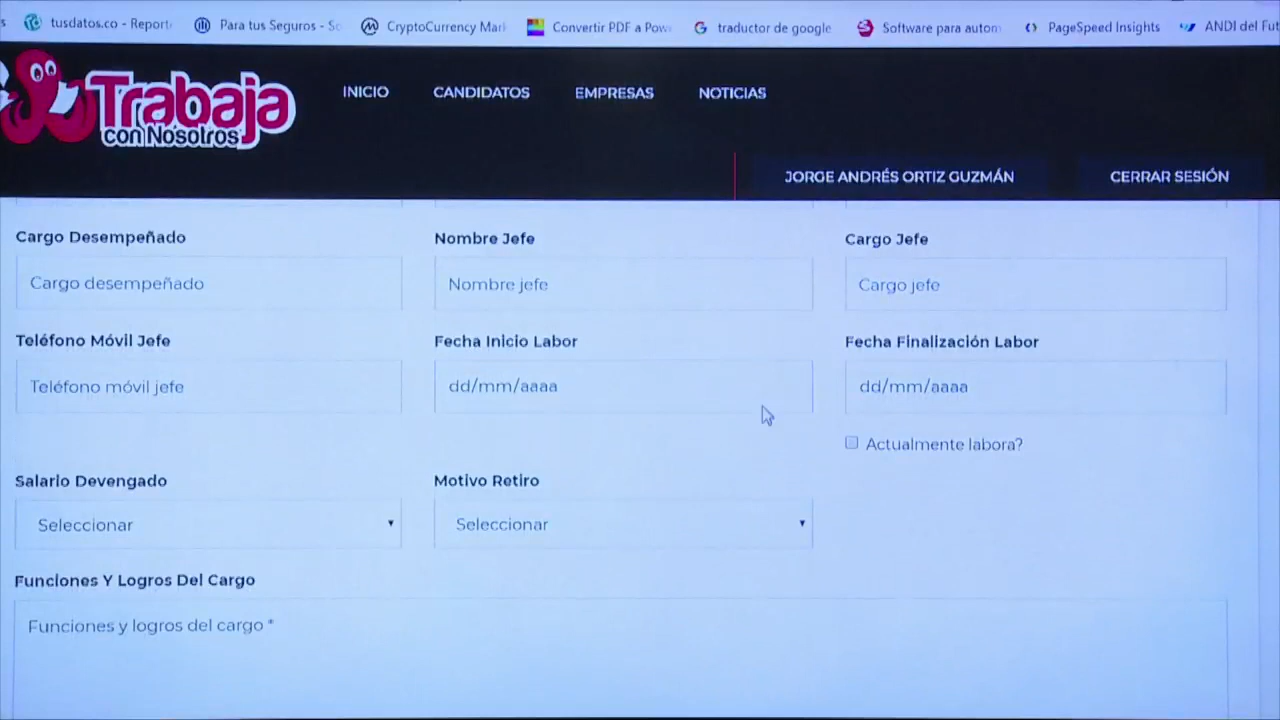 s tusdatos.co - Report Para tus Seguros - So CryptoCurrency Mark Convertir PDF a Pow traductor de google Software para autom PageSpeed Insights ANDI del Fut
Trabaja
con Nosotros
INICIO CANDIDATOS EMPRESAS NOTICIAS
JORGE ANDRÉS ORTIZ GUZMÁN CERRAR SESIÓN
Cargo Desempeñado Nombre Jefe Cargo Jefe
Cargo desempeñado Nombre jefe Cargo jefe
Teléfono Móvil Jefe Fecha Inicio Labor Fecha Finalización Labor
Teléfono móvil jefe dd/mm/aaaa dd/mm/aaaa
Actualmente labora?
Salario Devengado Motivo Retiro
Seleccionar Seleccionar
Funciones Y Logros Del Cargo
Funciones y logros del cargo *